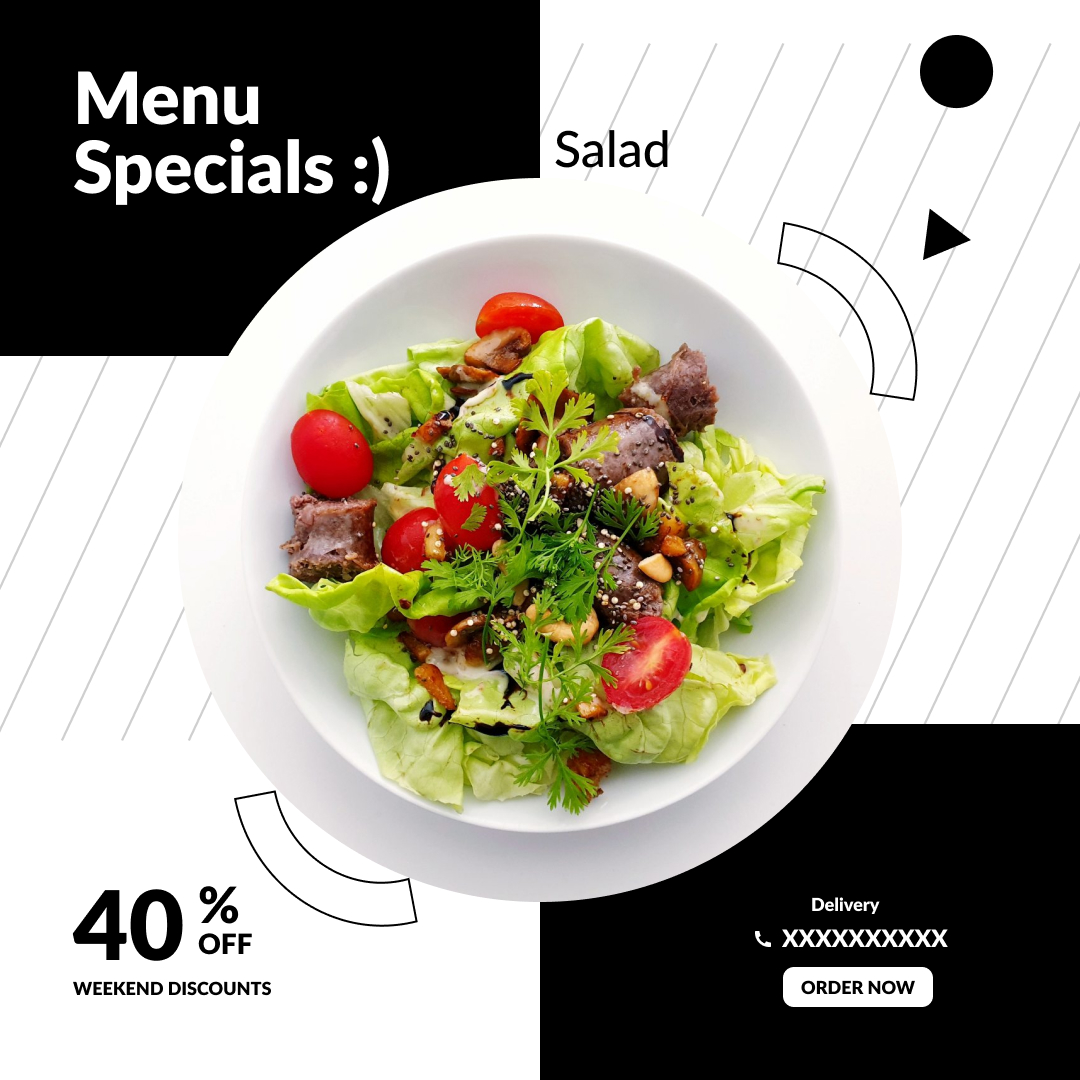 Menu
Specials :)
Salad
40 %
OFF
WEEKEND DISCOUNTS
Delivery
XXXXXXXXXX
ORDER NOW